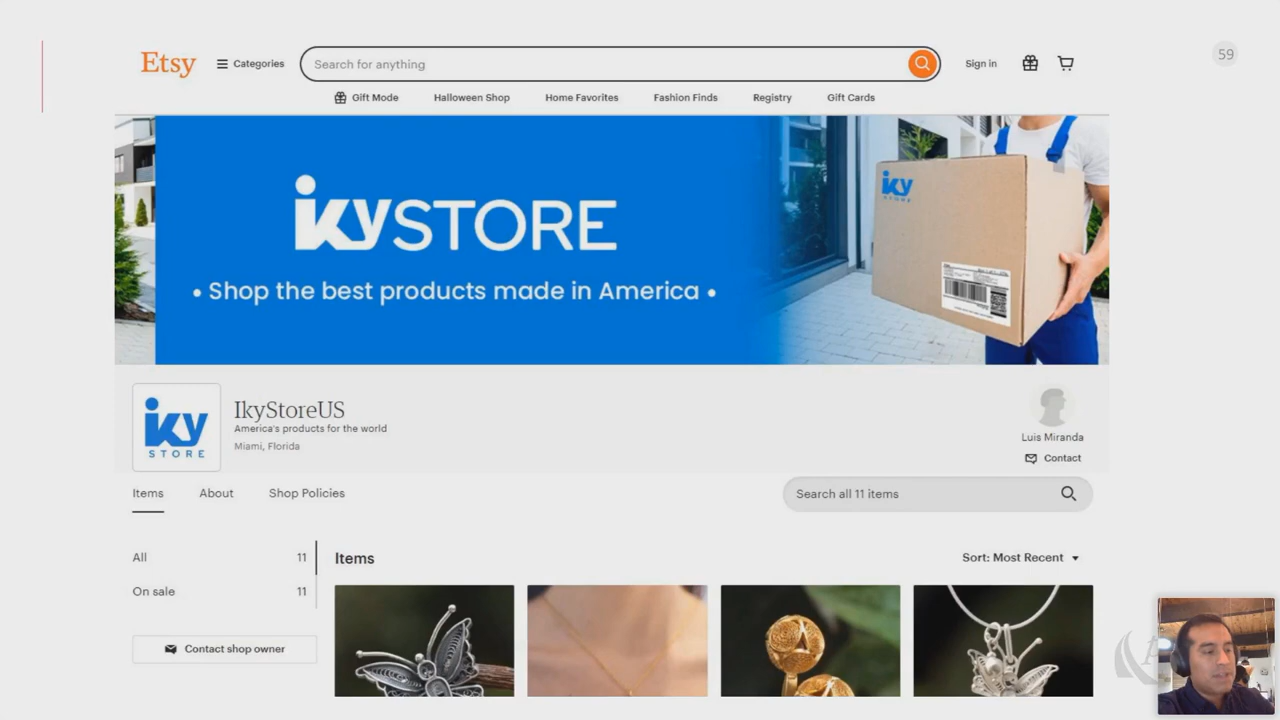 59
Etsy
Categories
Search for anything
Sign in
Gift Mode
Halloween Shop
Home Favorites
Fashion Finds
Registry
Gift Cards
ikySTORE
• Shop the best products made in America •
iky
STORE
iky
STORE
IkyStoreUS
America's products for the world
Miami, Florida
Luis Miranda
Contact
Items
About
Shop Policies
Search all 11 items
All 11
On sale 11
Contact shop owner
Items
Sort: Most Recent